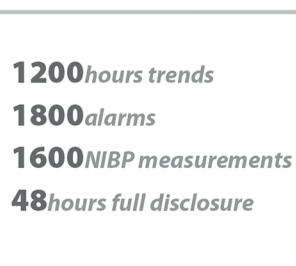 1200hours trends
1800alarms
1600NIBP measurements
48hours full disclosure